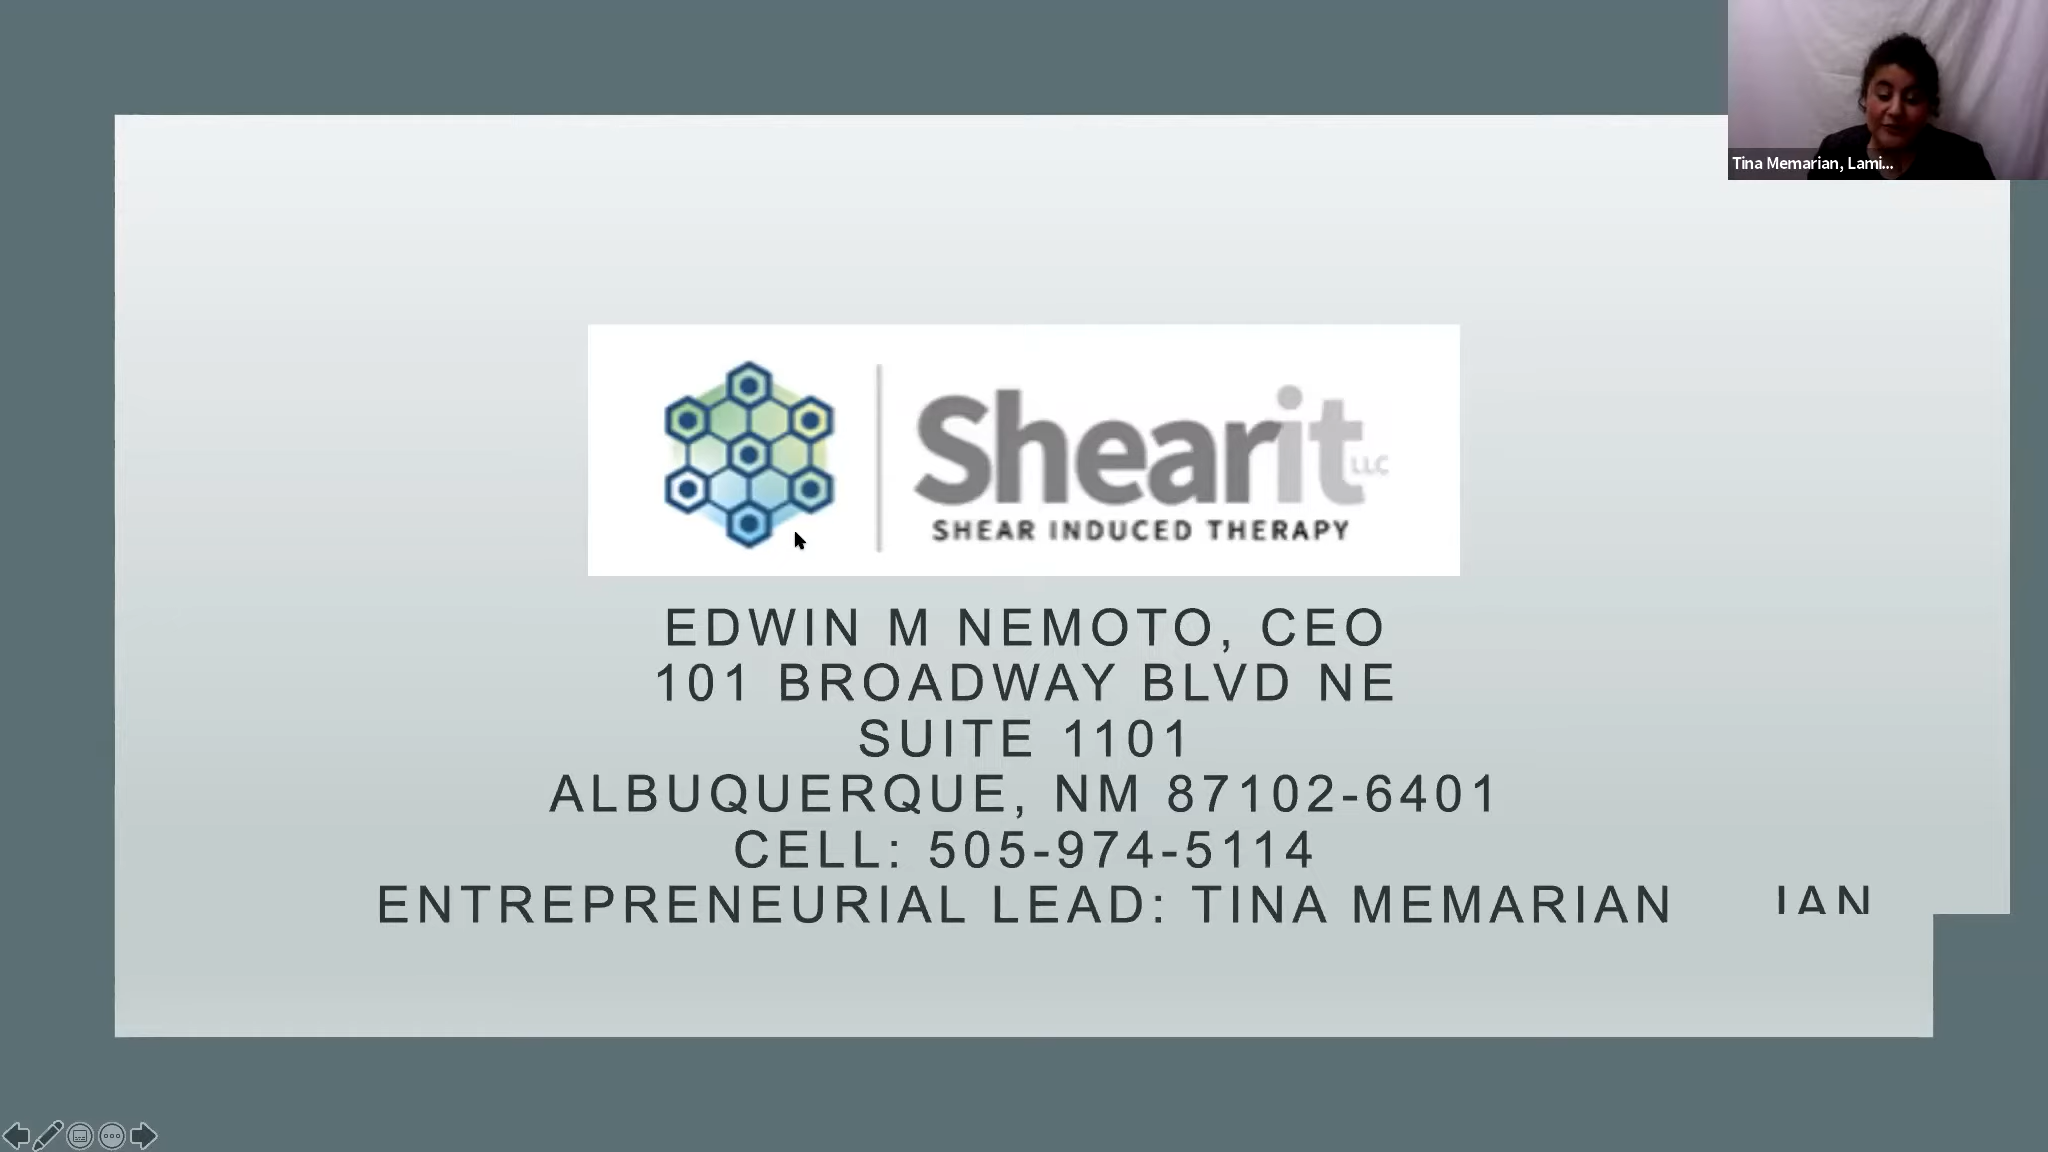 Tina Memarian, Lami...
Shearit LLC
SHEAR INDUCED THERAPY
EDWIN M NEMOTO, CEO
101 BROADWAY BLVD NE
SUITE 1101
ALBUQUERQUE, NM 87102-6401
CELL: 505-974-5114
ENTREPRENEURIAL LEAD: TINA MEMARIAN IAN